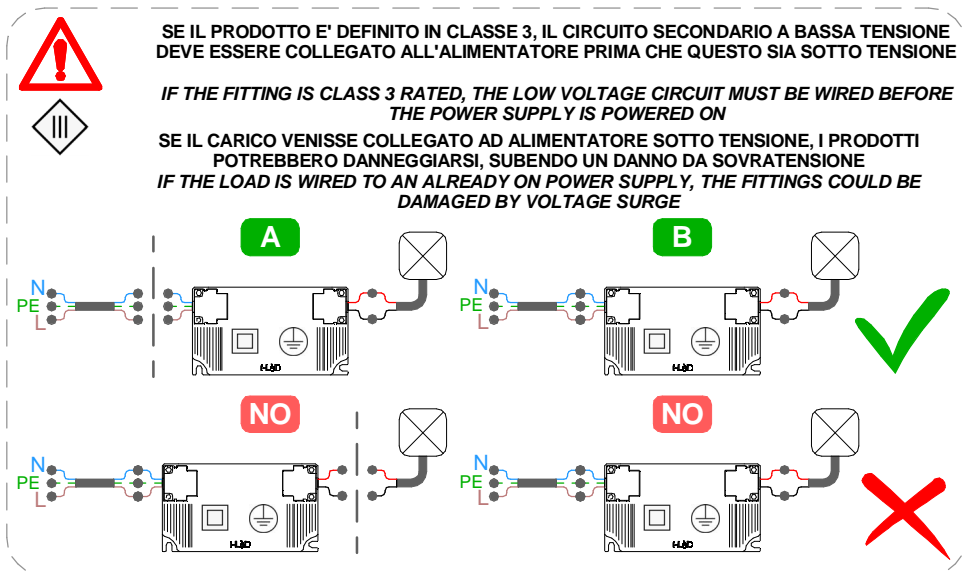 SE IL PRODOTTO E' DEFINITO IN CLASSE 3, IL CIRCUITO SECONDARIO A BASSA TENSIONE
DEVE ESSERE COLLEGATO ALL'ALIMENTATORE PRIMA CHE QUESTO SIA SOTTO TENSIONE
IF THE FITTING IS CLASS 3 RATED, THE LOW VOLTAGE CIRCUIT MUST BE WIRED BEFORE
THE POWER SUPPLY IS POWERED ON
SE IL CARICO VENISSE COLLEGATO AD ALIMENTATORE SOTTO TENSIONE, I PRODOTTI
POTREBBERO DANNEGGIARSI, SUBENDO UN DANNO DA SOVRATENSIONE
IF THE LOAD IS WIRED TO AN ALREADY ON POWER SUPPLY, THE FITTINGS COULD BE
DAMAGED BY VOLTAGE SURGE
A
B
N
PE
L
N
PE
L
NO
NO
N
PE
L
N
PE
L